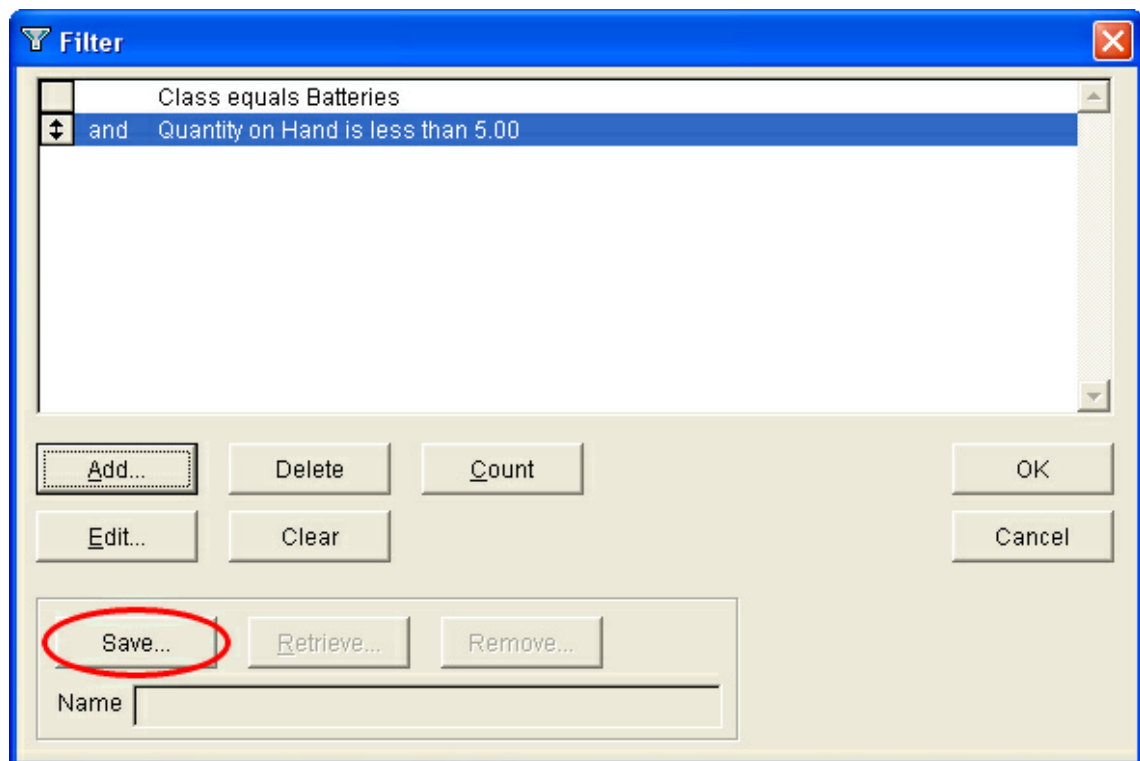 Filter
Class equals Batteries
and Quantity on Hand is less than 5.00
Add... Delete Count OK
Edit... Clear Cancel
Save... Retrieve... Remove...
Name